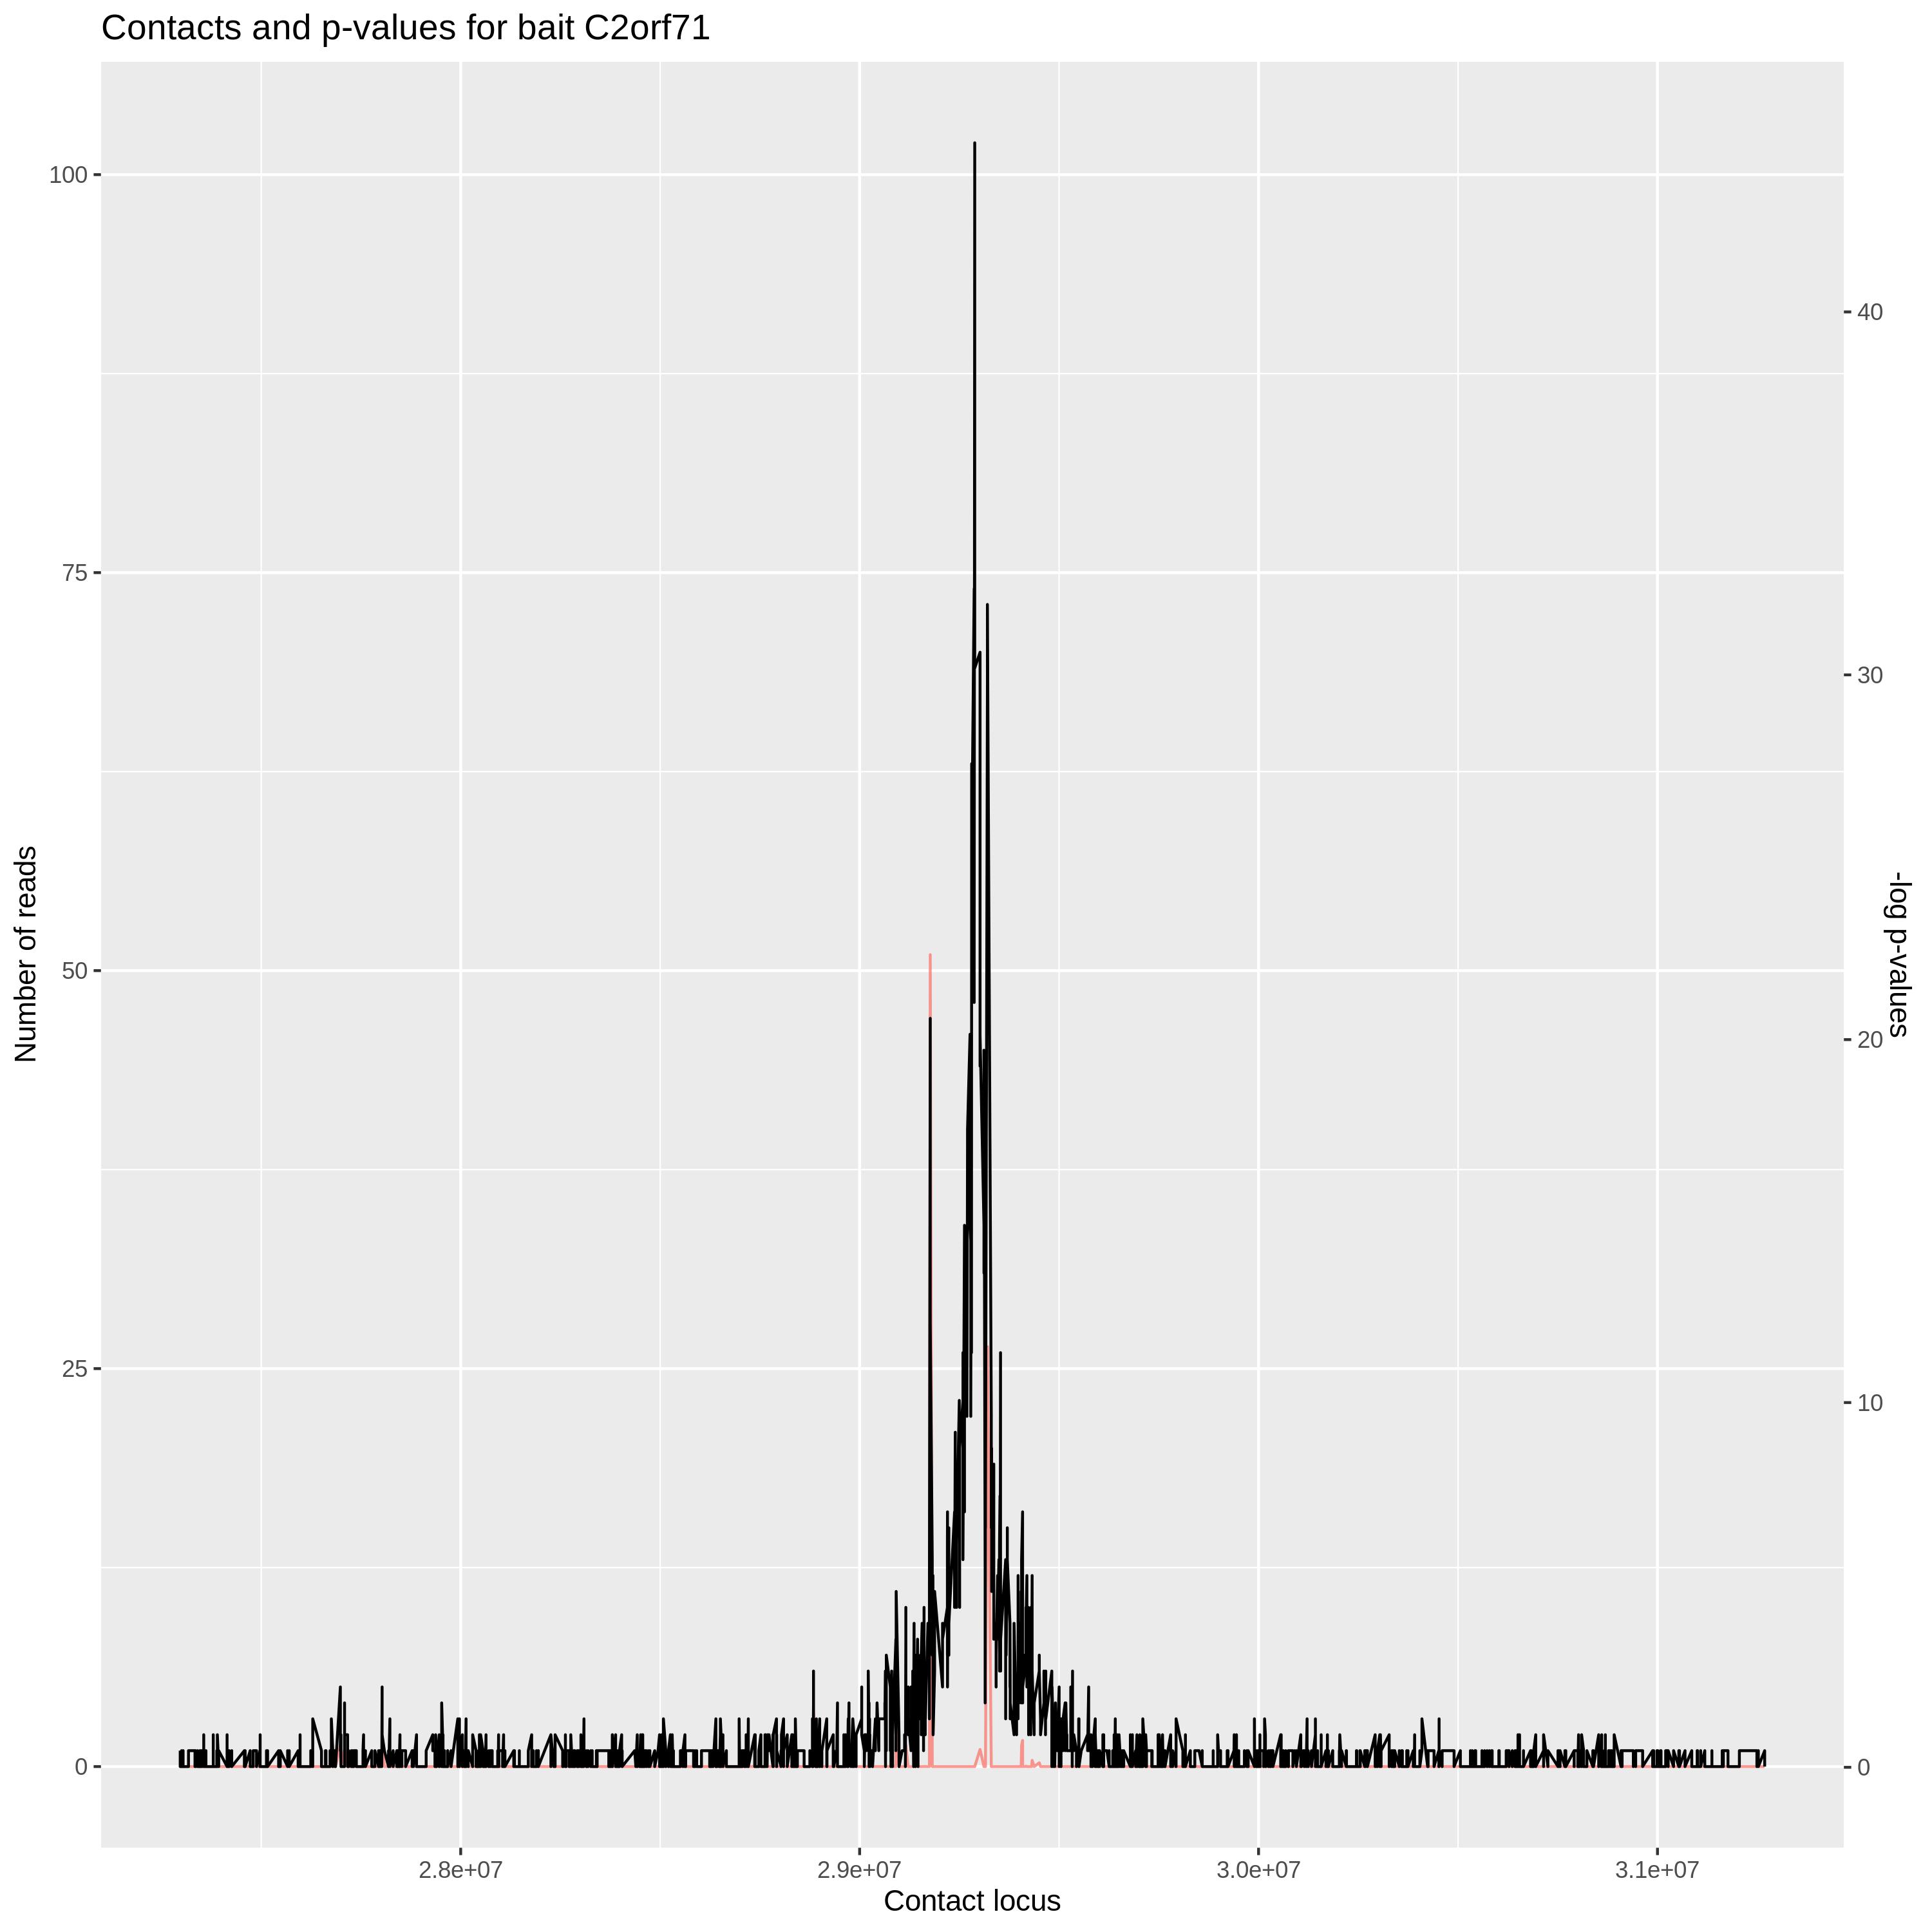 Contacts and p-values for bait C2orf71
100
75
50
25
0
Number of reads
40
30
20
10
0
-log p-values
2.8e+07
2.9e+07
3.0e+07
3.1e+07
Contact locus